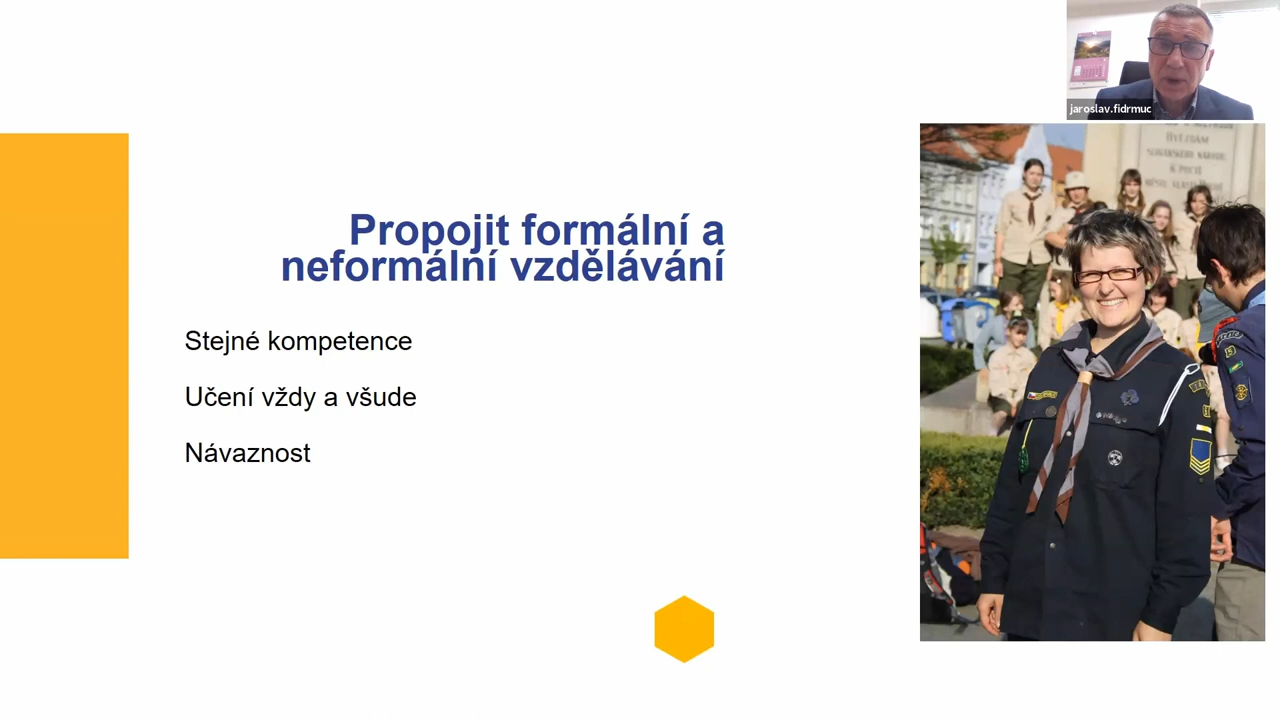 jaroslav.fidrmuc
Propojit formální a
neformální vzdělávání
Stejné kompetence
Učení vždy a všude
Návaznost